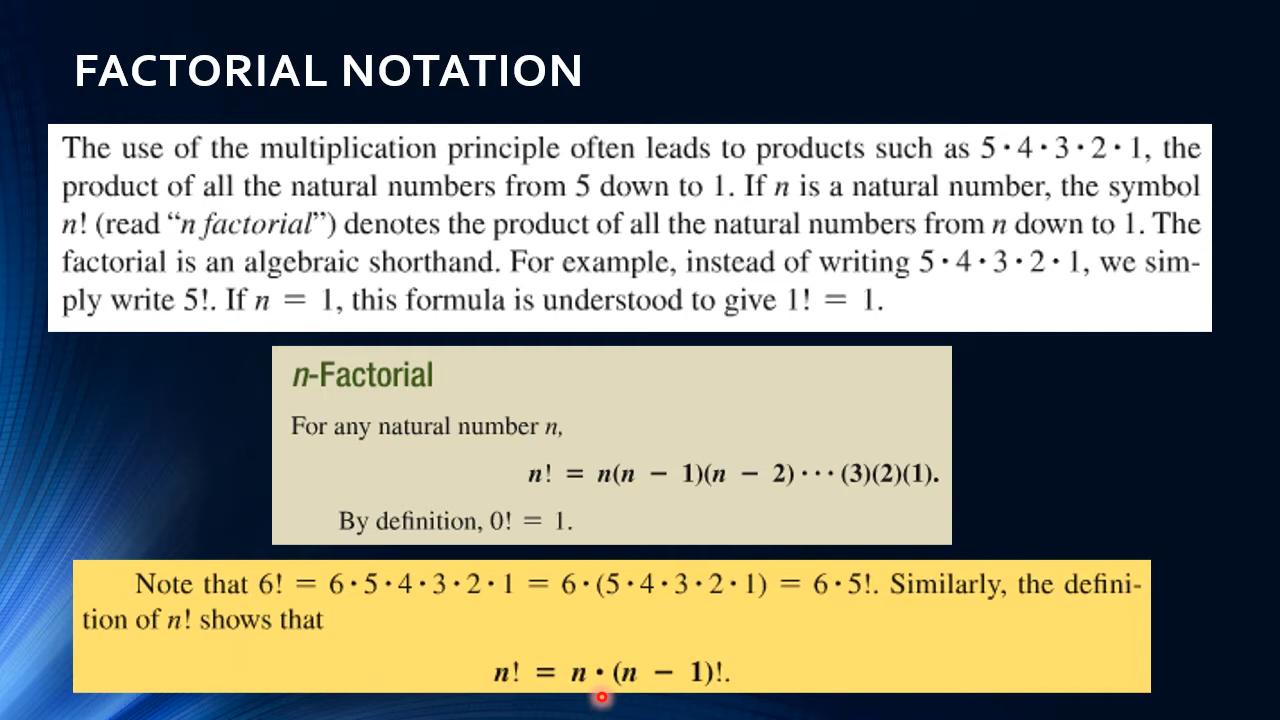 FACTORIAL NOTATION
The use of the multiplication principle often leads to products such as 5 · 4 · 3 · 2 · 1, the
product of all the natural numbers from 5 down to 1. If n is a natural number, the symbol
n! (read “n factorial”) denotes the product of all the natural numbers from n down to 1. The
factorial is an algebraic shorthand. For example, instead of writing 5 · 4 · 3 · 2 · 1, we sim-
ply write 5!. If n = 1, this formula is understood to give 1! = 1.
n-Factorial
For any natural number n,
n! = n(n − 1)(n − 2) · · · (3)(2)(1).
By definition, 0! = 1.
Note that 6! = 6 · 5 · 4 · 3 · 2 · 1 = 6 · (5 · 4 · 3 · 2 · 1) = 6 · 5!. Similarly, the defini-
tion of n! shows that
n! = n · (n − 1)!.